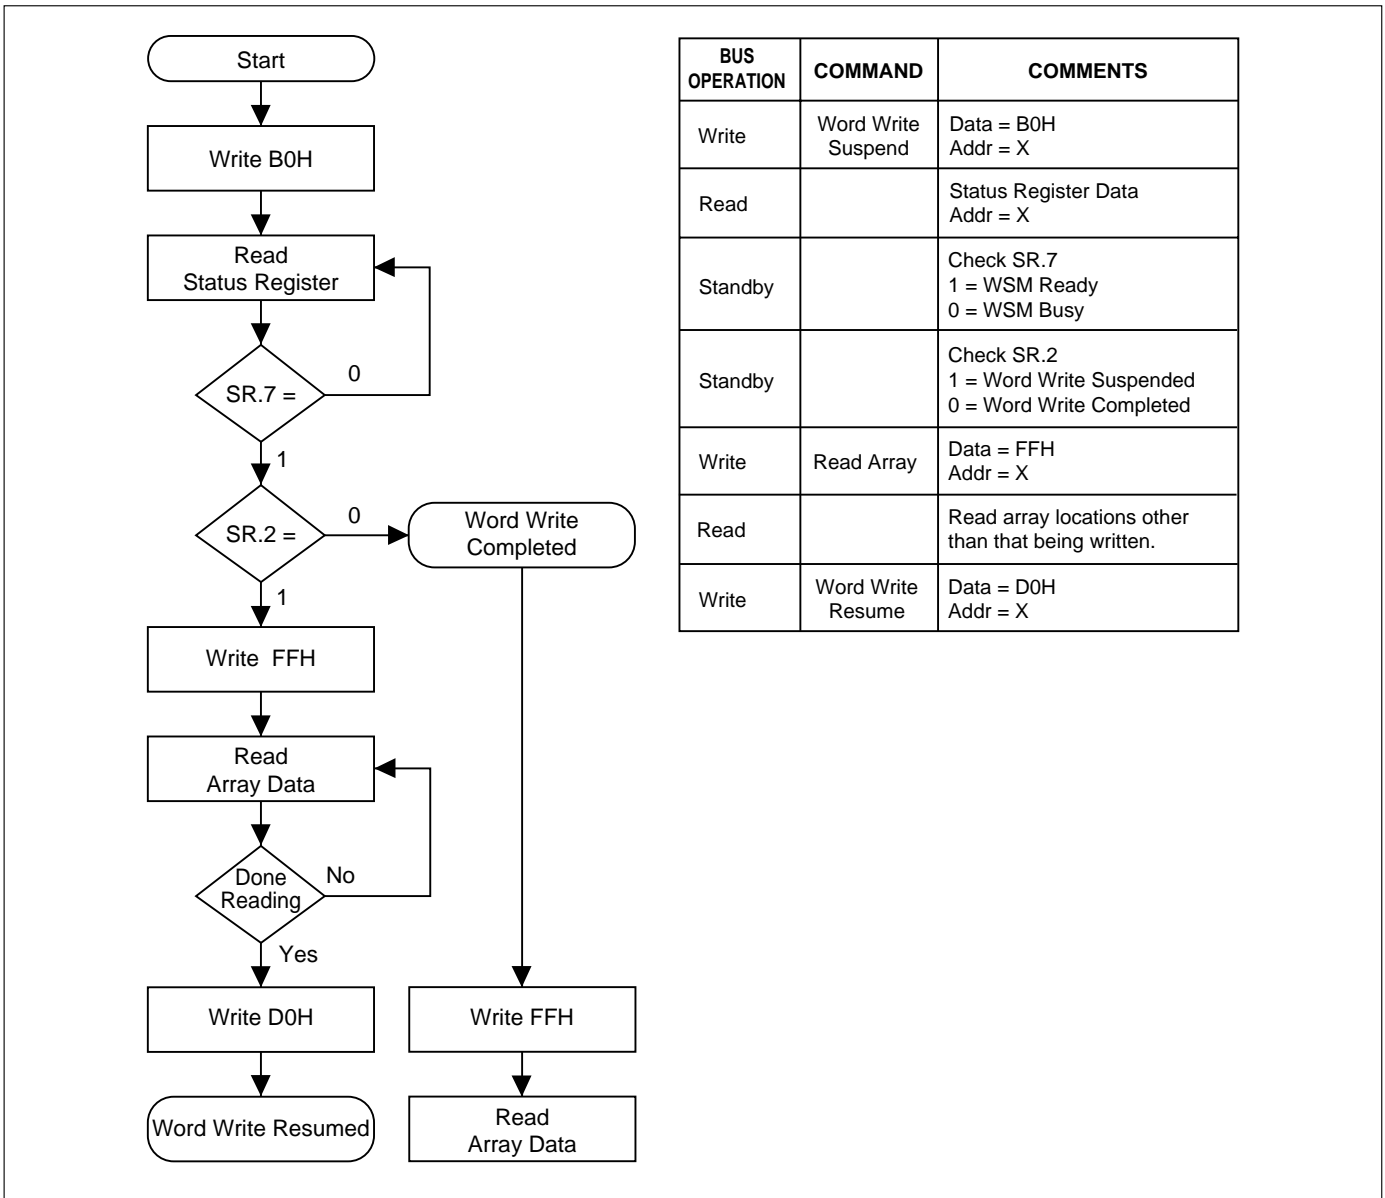 Start
Write B0H
Read
Status Register
SR.7 =
0
1
SR.2 =
0
Word Write
Completed
1
Write  FFH
Read
Array Data
Done
Reading
No
Yes
Write D0H
Write FFH
Word Write Resumed
Read
Array Data
BUS
OPERATION
COMMAND
COMMENTS
Write
Word Write
Suspend
Data = B0H
Addr = X
Read
Status Register Data
Addr = X
Standby
Check SR.7
1 = WSM Ready
0 = WSM Busy
Standby
Check SR.2
1 = Word Write Suspended
0 = Word Write Completed
Write
Read Array
Data = FFH
Addr = X
Read
Read array locations other
than that being written.
Write
Word Write
Resume
Data = D0H
Addr = X